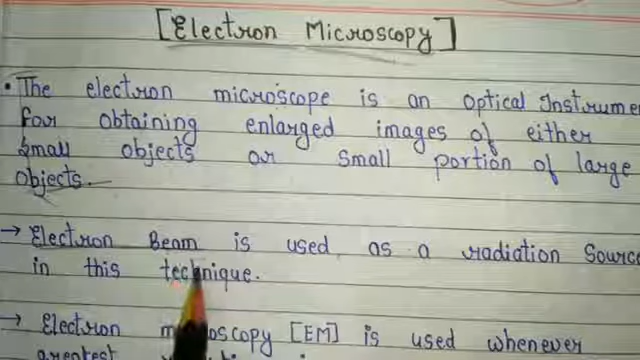 [Electron Microscopy]
• The electron microscope is an optical Instrume
for obtaining enlarged images of either
small objects or small portion of large
objects.
→ Electron Beam is used as a radiation Sourc
in this technique.
→ Electron microscopy [EM] is used whenever
greatest